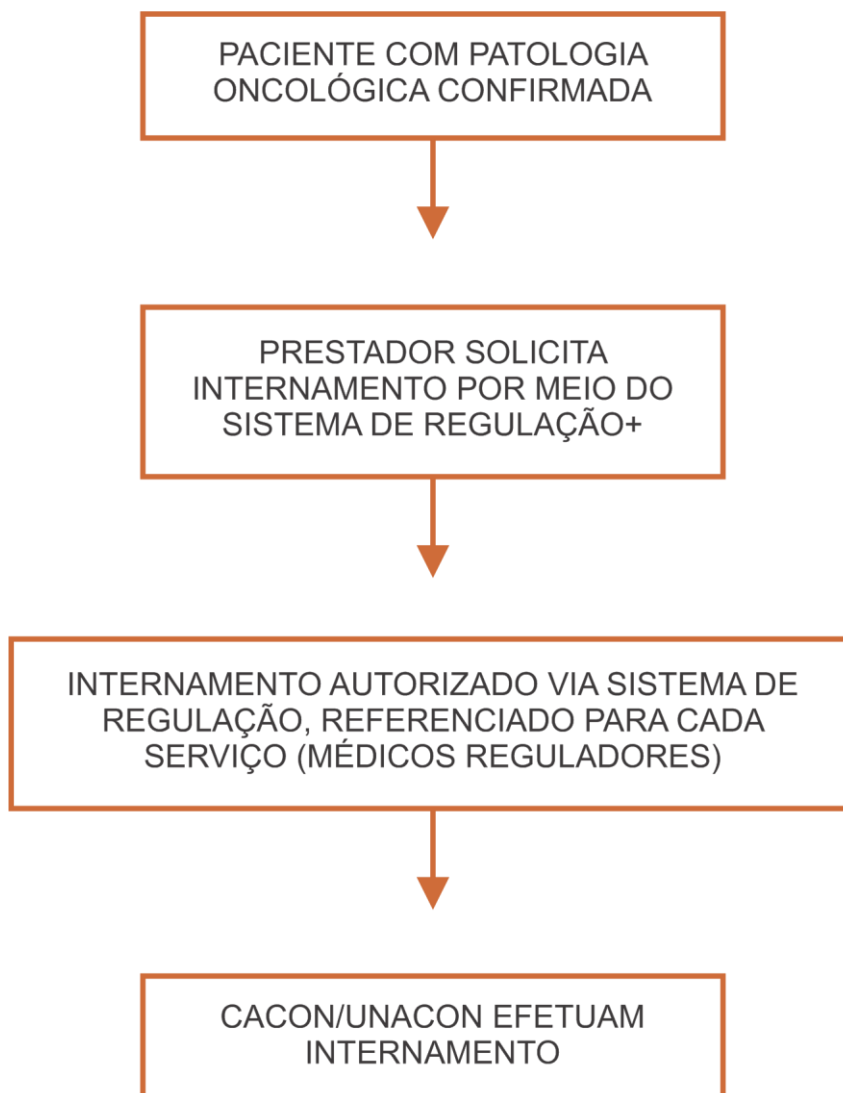 PACIENTE COM PATOLOGIA
ONCOLÓGICA CONFIRMADA
PRESTADOR SOLICITA
INTERNAMENTO POR MEIO DO
SISTEMA DE REGULAÇÃO+
INTERNAMENTO AUTORIZADO VIA SISTEMA DE
REGULAÇÃO, REFERENCIADO PARA CADA
SERVIÇO (MÉDICOS REGULADORES)
CACON/UNACON EFETUAM
INTERNAMENTO